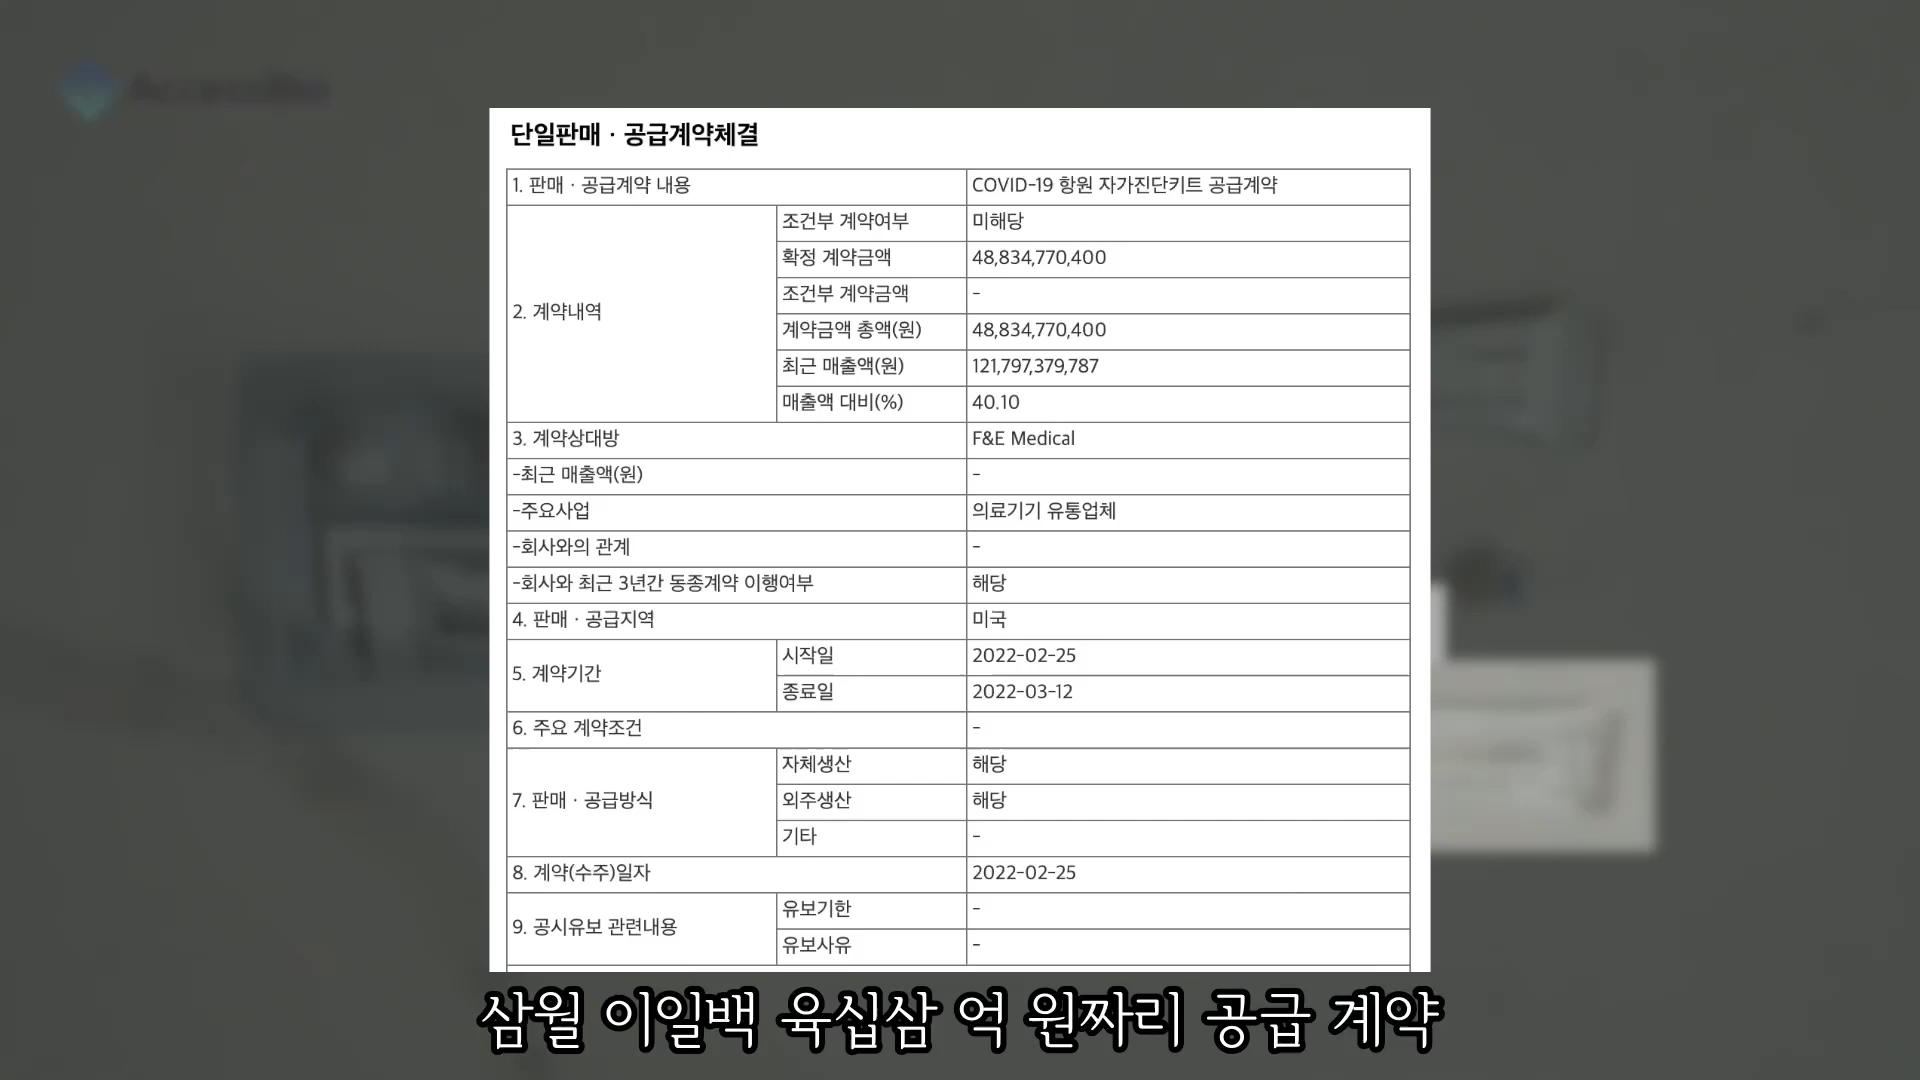 단일판매 · 공급계약체결
1. 판매 · 공급계약 내용 COVID-19 항원 자가진단키트 공급계약
2. 계약내역
조건부 계약여부 미해당
확정 계약금액 48,834,770,400
조건부 계약금액 -
계약금액 총액(원) 48,834,770,400
최근 매출액(원) 121,797,379,787
매출액 대비(%) 40.10
3. 계약상대방 F&E Medical
-최근 매출액(원) -
-주요사업 의료기기 유통업체
-회사와의 관계 -
-회사와 최근 3년간 동종계약 이행여부 해당
4. 판매 · 공급지역 미국
5. 계약기간
시작일 2022-02-25
종료일 2022-03-12
6. 주요 계약조건 -
7. 판매 · 공급방식
자체생산 해당
외주생산 해당
기타 -
8. 계약(수주)일자 2022-02-25
9. 공시유보 관련내용
유보기한 -
유보사유 -
삼월 이일백 육십삼 억 원짜리 공급 계약